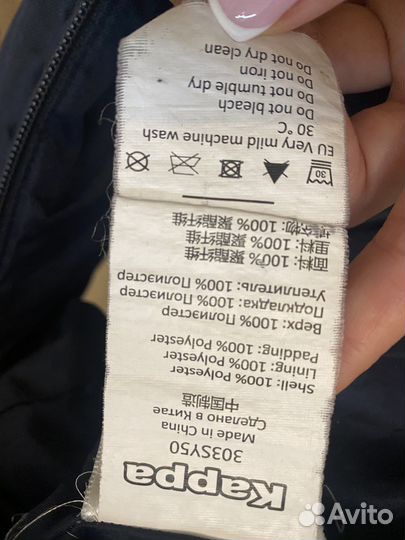 Kappa
303SY50
Made in China
Сделано в Китае
中国制造
Shell: 100% Polyester
Lining: 100% Polyester
Padding: 100% Polyester
Верх: 100% Полиэстер
Подкладка: 100% Полиэстер
Утеплитель: 100% Полиэстер
面料: 100% 聚酯纤维
里料: 100% 聚酯纤维
填充物: 100% 聚酯纤维
30
EU Very mild machine wash
30 °C
Do not bleach
Do not tumble dry
Do not iron
Do not dry clean
Avito